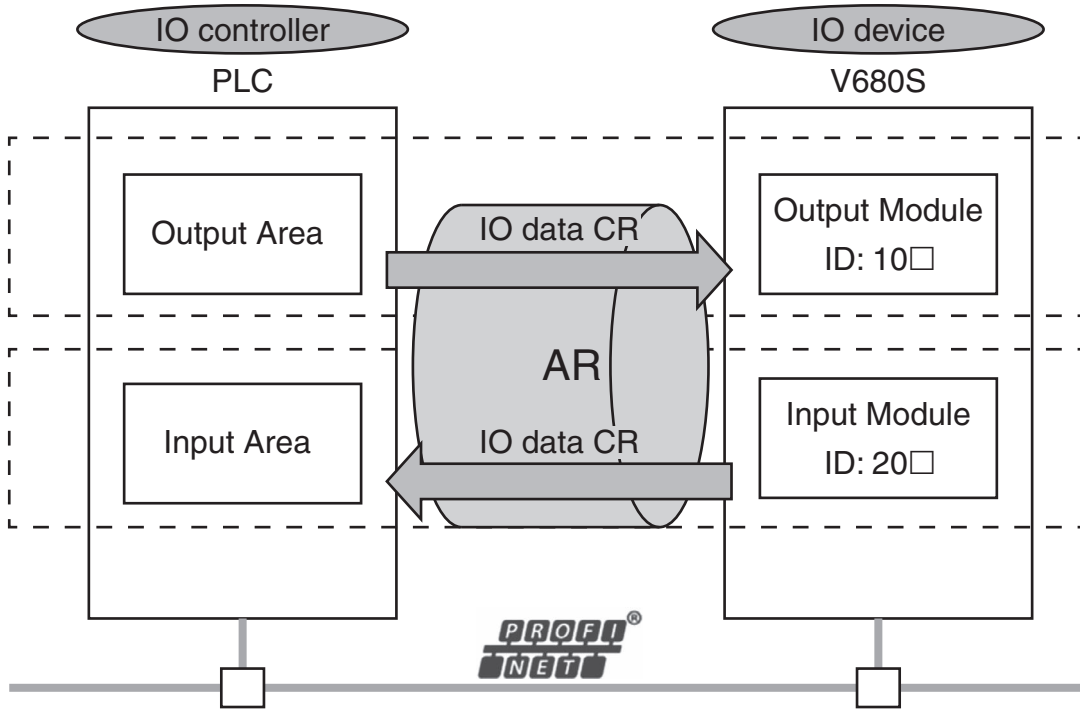 IO controller
IO device
PLC
V680S
Output Area
IO data CR
Output Module
ID: 10□
AR
Input Area
IO data CR
Input Module
ID: 20□
PROFI®
NET